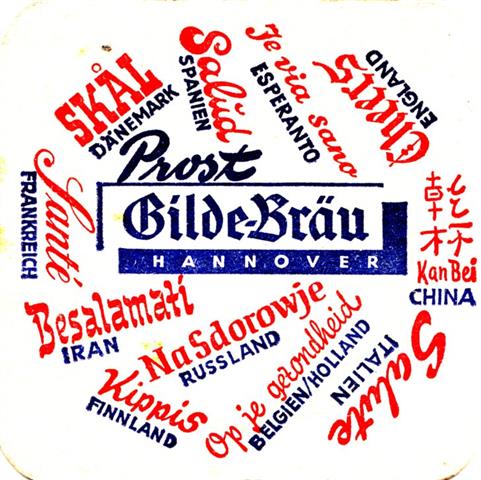 Prost
Gilde-Bräu
HANNOVER
SKÅL
DÄNEMARK
Salud
SPANIEN
Je via sano
ESPERANTO
Cheers
ENGLAND
乾杯
Kan Bei
CHINA
Salute
ITALIEN
Op je gezondheid
BELGIEN/HOLLAND
Na Sdorowje
RUSSLAND
Kippis
FINNLAND
Besalamati
IRAN
Santé
FRANKREICH